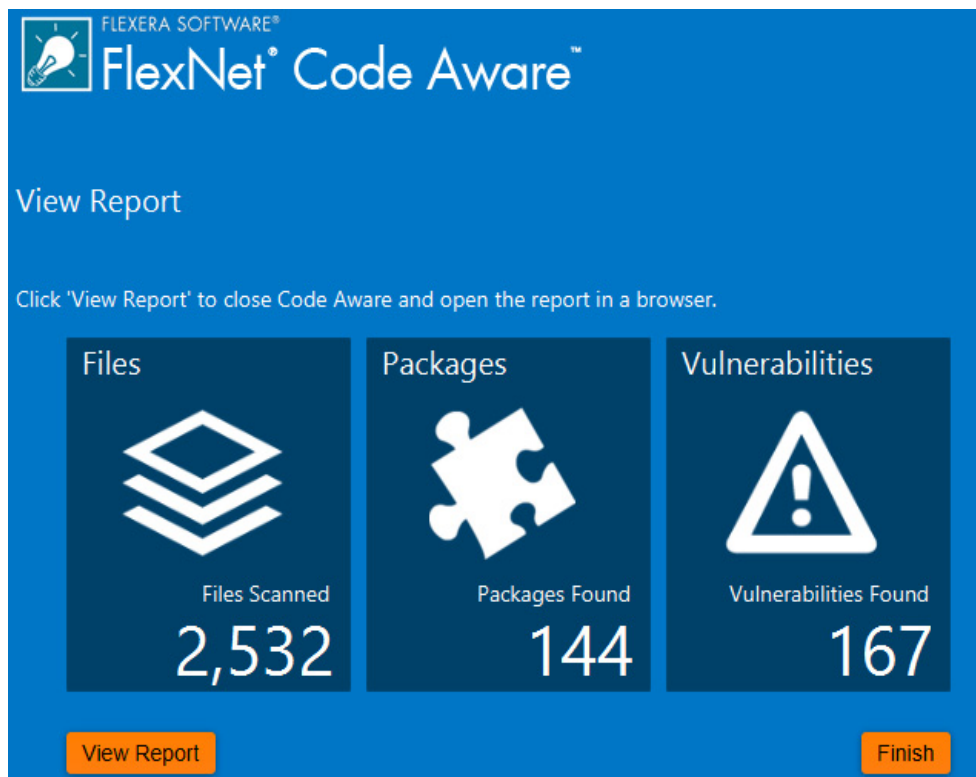 FLEXERA SOFTWARE®
FlexNet® Code Aware™
View Report
Click 'View Report' to close Code Aware and open the report in a browser.
Files
Files Scanned
2,532
Packages
Packages Found
144
Vulnerabilities
Vulnerabilities Found
167
View Report
Finish